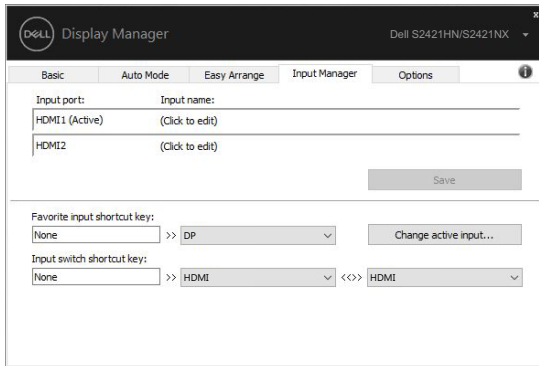 x
DELL Display Manager Dell S2421HN/S2421NX
Basic Auto Mode Easy Arrange Input Manager Options i
Input port: Input name:
HDMI1 (Active) (Click to edit)
HDMI2 (Click to edit)
Save
Favorite input shortcut key:
None >> DP Change active input...
Input switch shortcut key:
None >> HDMI <<>> HDMI